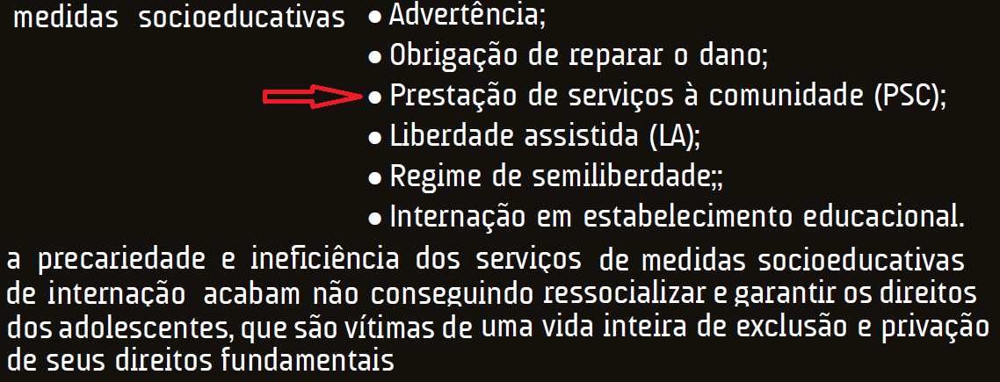 medidas socioeducativas
● Advertência;
● Obrigação de reparar o dano;
● Prestação de serviços à comunidade (PSC);
● Liberdade assistida (LA);
● Regime de semiliberdade;;
● Internação em estabelecimento educacional.
a precariedade e ineficiência dos serviços de medidas socioeducativas
de internação acabam não conseguindo ressocializar e garantir os direitos
dos adolescentes, que são vítimas de uma vida inteira de exclusão e privação
de seus direitos fundamentais